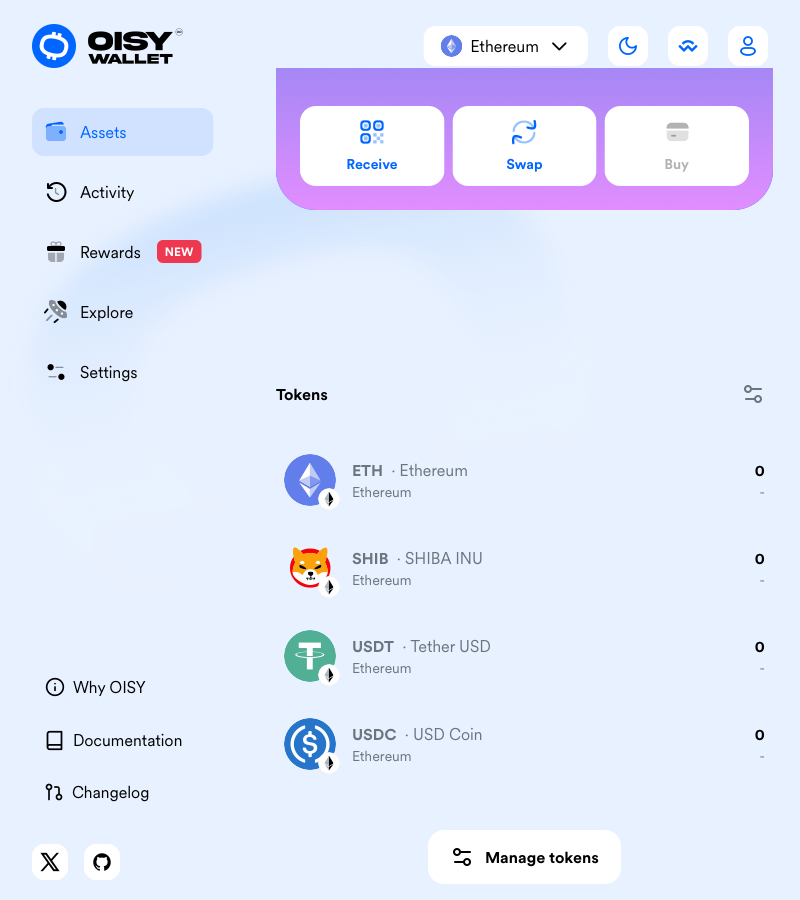 OISY
WALLET
Ethereum
Assets
Activity
Rewards NEW
Explore
Settings
Why OISY
Documentation
Changelog
Receive
Swap
Buy
Tokens
ETH · Ethereum
Ethereum
0
-
SHIB · SHIBA INU
Ethereum
0
-
USDT · Tether USD
Ethereum
0
-
USDC · USD Coin
Ethereum
0
-
Manage tokens